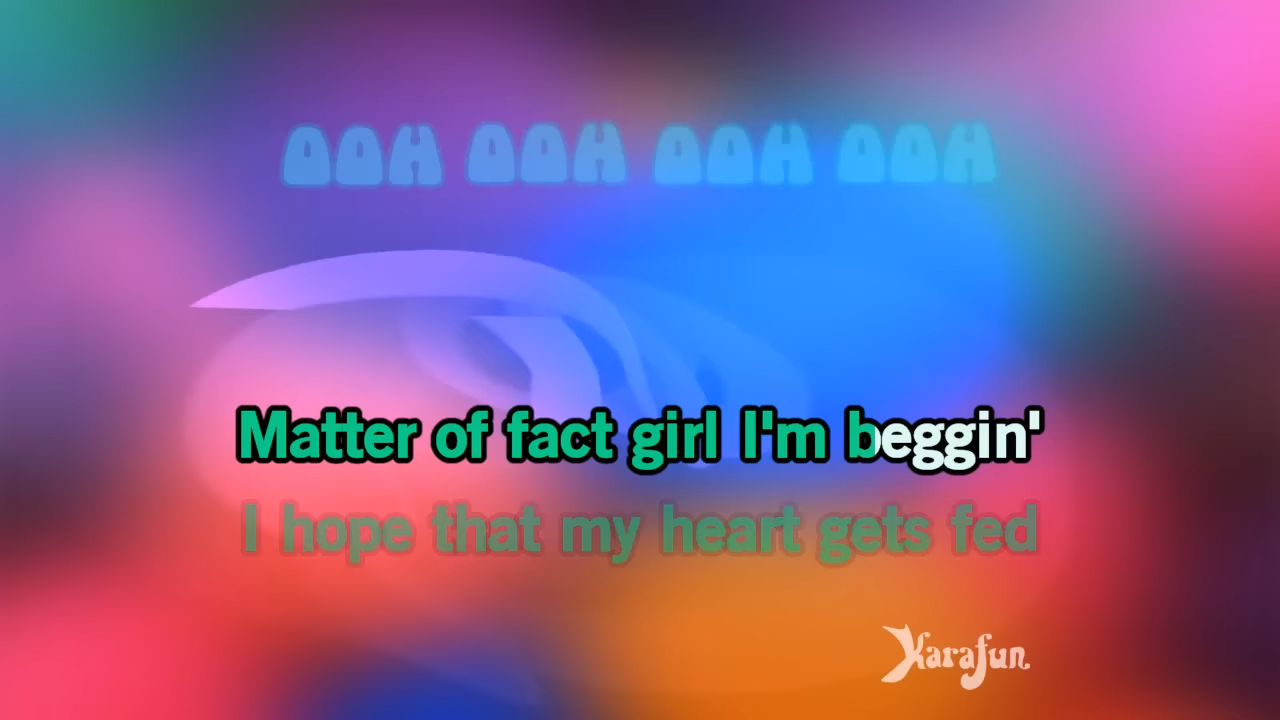 OOH OOH OOH OOH
Matter of fact girl I'm beggin'
I hope that my heart gets fed
Karafun